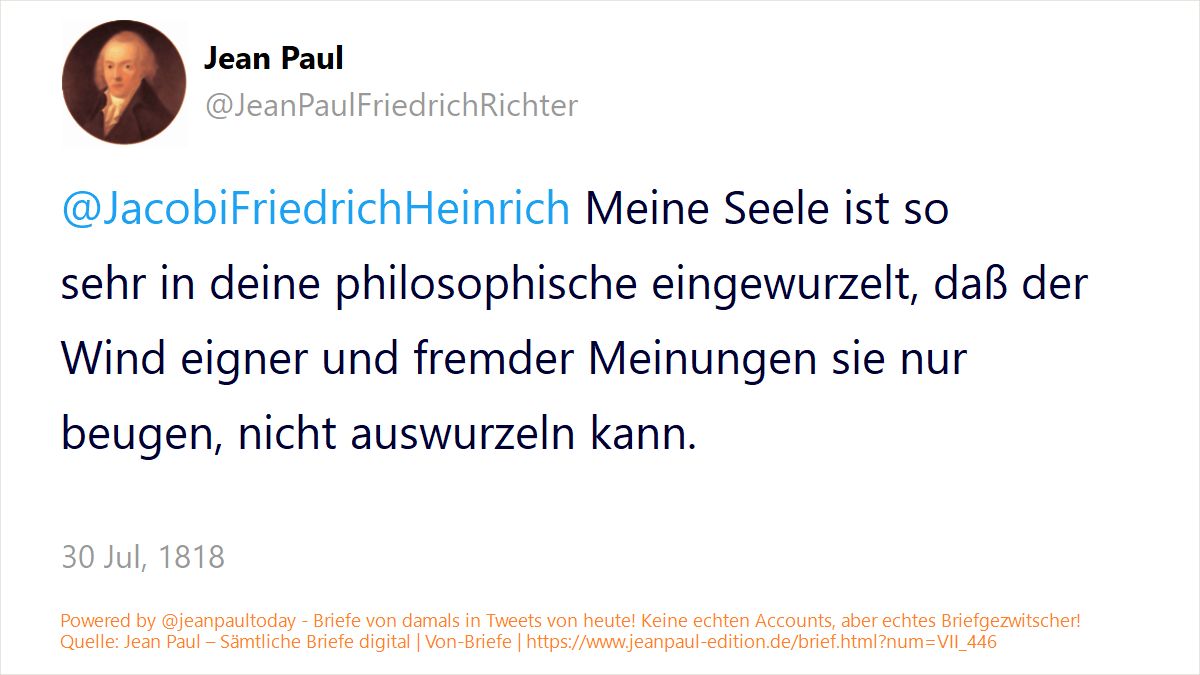 Jean Paul
@JeanPaulFriedrichRichter
@JacobiFriedrichHeinrich Meine Seele ist so
sehr in deine philosophische eingewurzelt, daß der
Wind eigner und fremder Meinungen sie nur
beugen, nicht auswurzeln kann.
30 Jul, 1818
Powered by @jeanpaultoday - Briefe von damals in Tweets von heute! Keine echten Accounts, aber echtes Briefgezwitscher!
Quelle: Jean Paul – Sämtliche Briefe digital | Von-Briefe | https://www.jeanpaul-edition.de/brief.html?num=VII_446